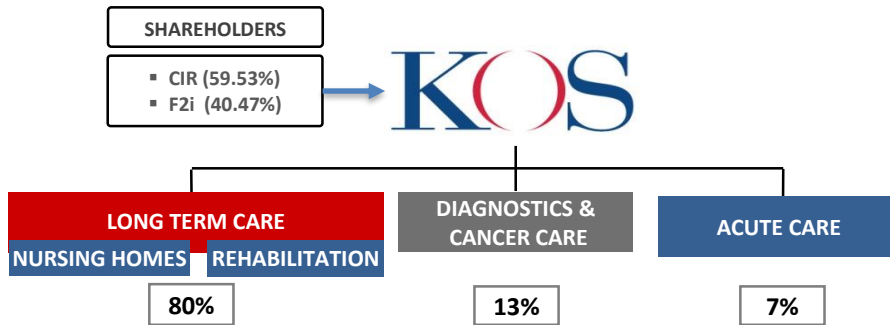 SHAREHOLDERS
▪ CIR (59.53%)
▪ F2i (40.47%)
KOS
LONG TERM CARE
NURSING HOMES
REHABILITATION
DIAGNOSTICS &
CANCER CARE
ACUTE CARE
80%
13%
7%